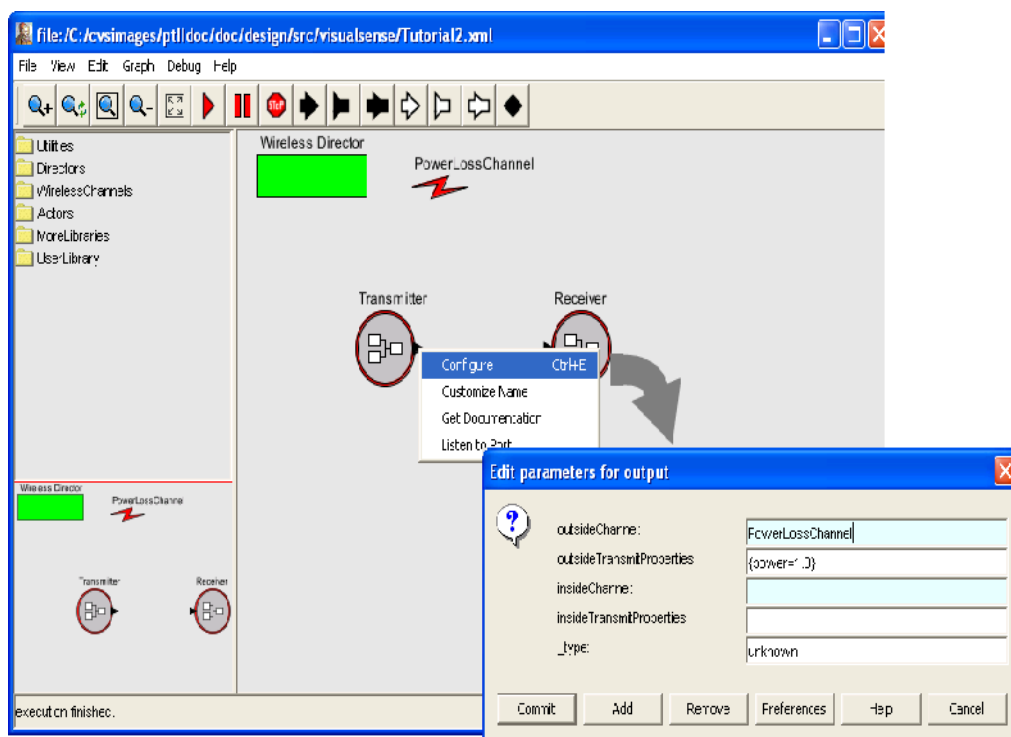 file:/C:/cvsimages/ptIIdoc/doc/design/src/visualsense/Tutorial2.xml
File View Edit Graph Debug Help
STOP
Utilities
Directors
WirelessChannels
Actors
MoreLibraries
UserLibrary
Wireless Director
PowerLossChannel
Transmitter
Receiver
Configure Ctrl+E
Customize Name
Get Documentation
Listen to Port
Wireless Director
PowerLossChannel
Transmitter
Receiver
execution finished.
Edit parameters for output
outsideChannel: PowerLossChannel
outsideTransmitProperties {power=1.0}
insideChannel:
insideTransmitProperties
_type: unknown
Commit Add Remove Preferences Help Cancel